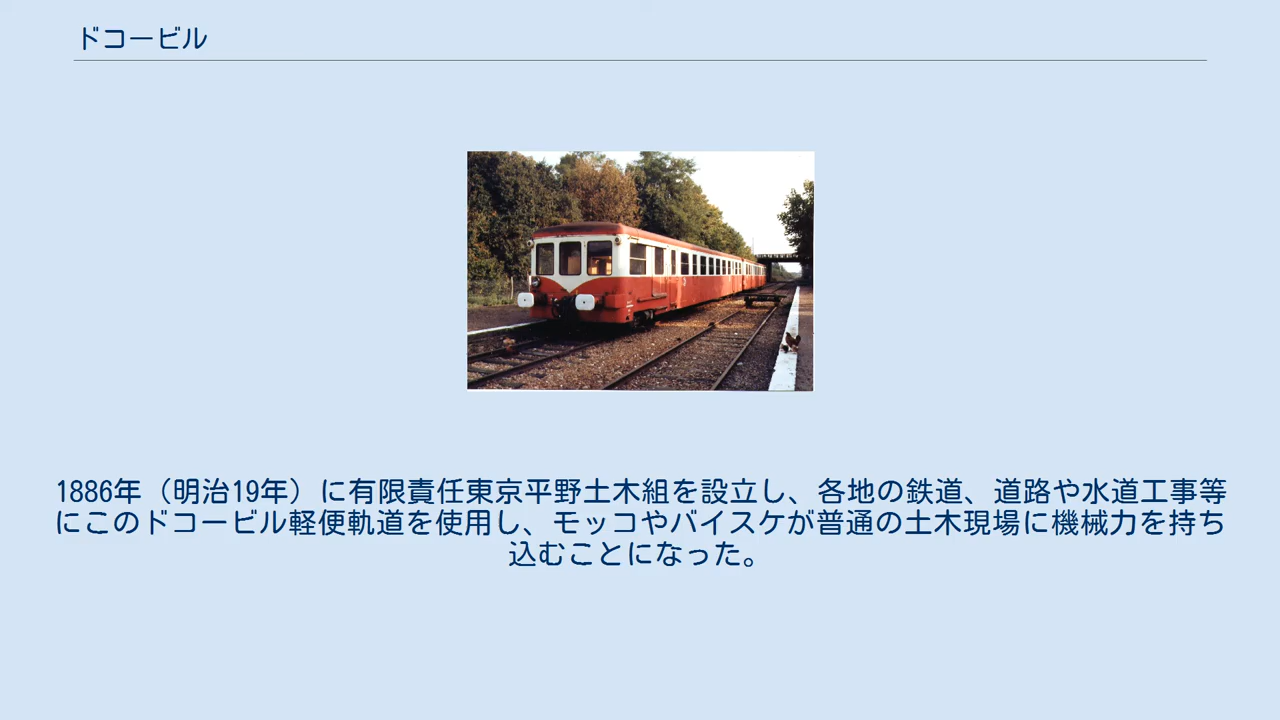 ドコービル
1886年（明治19年）に有限責任東京平野土木組を設立し、各地の鉄道、道路や水道工事等
にこのドコービル軽便軌道を使用し、モッコやバイスケが普通の土木現場に機械力を持ち
込むことになった。